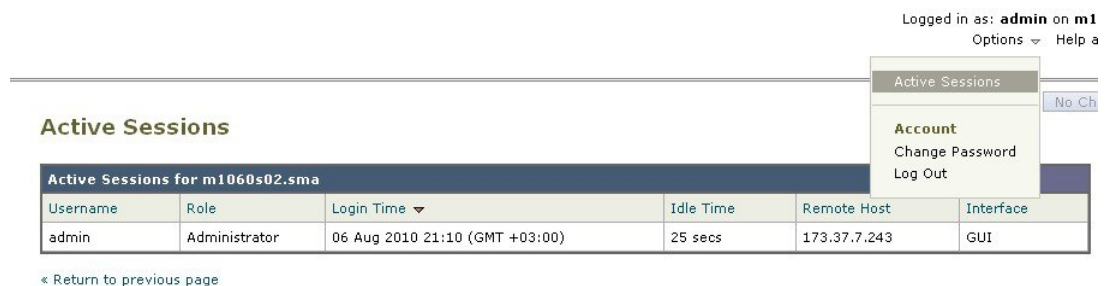 Logged in as: admin on m1
Options Help a
Active Sessions
No Ch
Account
Change Password
Log Out
Active Sessions
Active Sessions for m1060s02.sma
Username Role Login Time Idle Time Remote Host Interface
admin Administrator 06 Aug 2010 21:10 (GMT +03:00) 25 secs 173.37.7.243 GUI
« Return to previous page